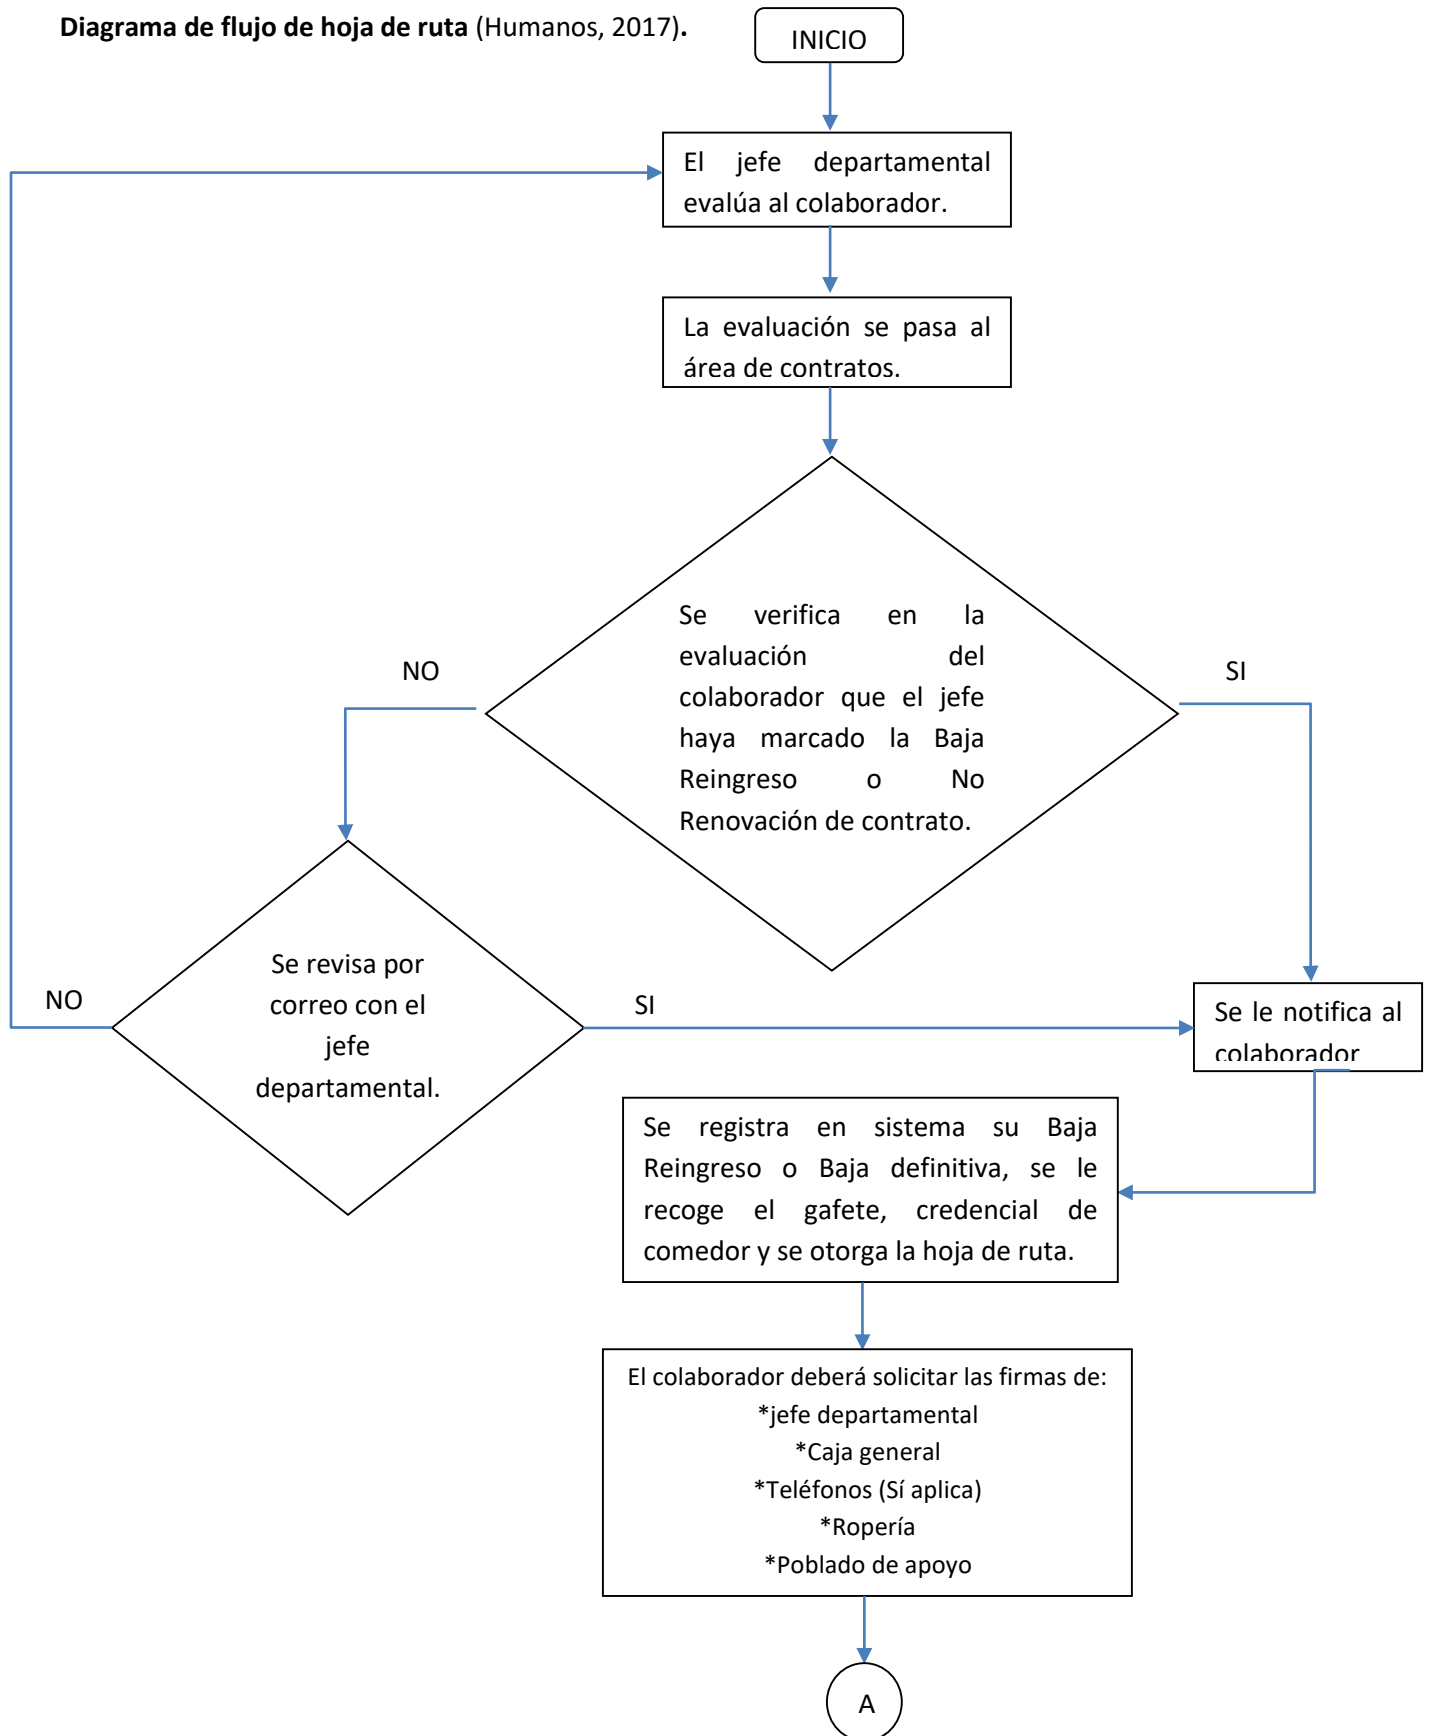 Diagrama de flujo de hoja de ruta (Humanos, 2017).
INICIO
El jefe departamental
evalúa al colaborador.
La evaluación se pasa al
área de contratos.
Se verifica en la
evaluación del
colaborador que el jefe
haya marcado la Baja
Reingreso o No
Renovación de contrato.
NO
SI
Se revisa por
correo con el
jefe
departamental.
NO
SI
Se le notifica al
colaborador
Se registra en sistema su Baja
Reingreso o Baja definitiva, se le
recoge el gafete, credencial de
comedor y se otorga la hoja de ruta.
El colaborador deberá solicitar las firmas de:
*jefe departamental
*Caja general
*Teléfonos (Sí aplica)
*Ropería
*Poblado de apoyo
A